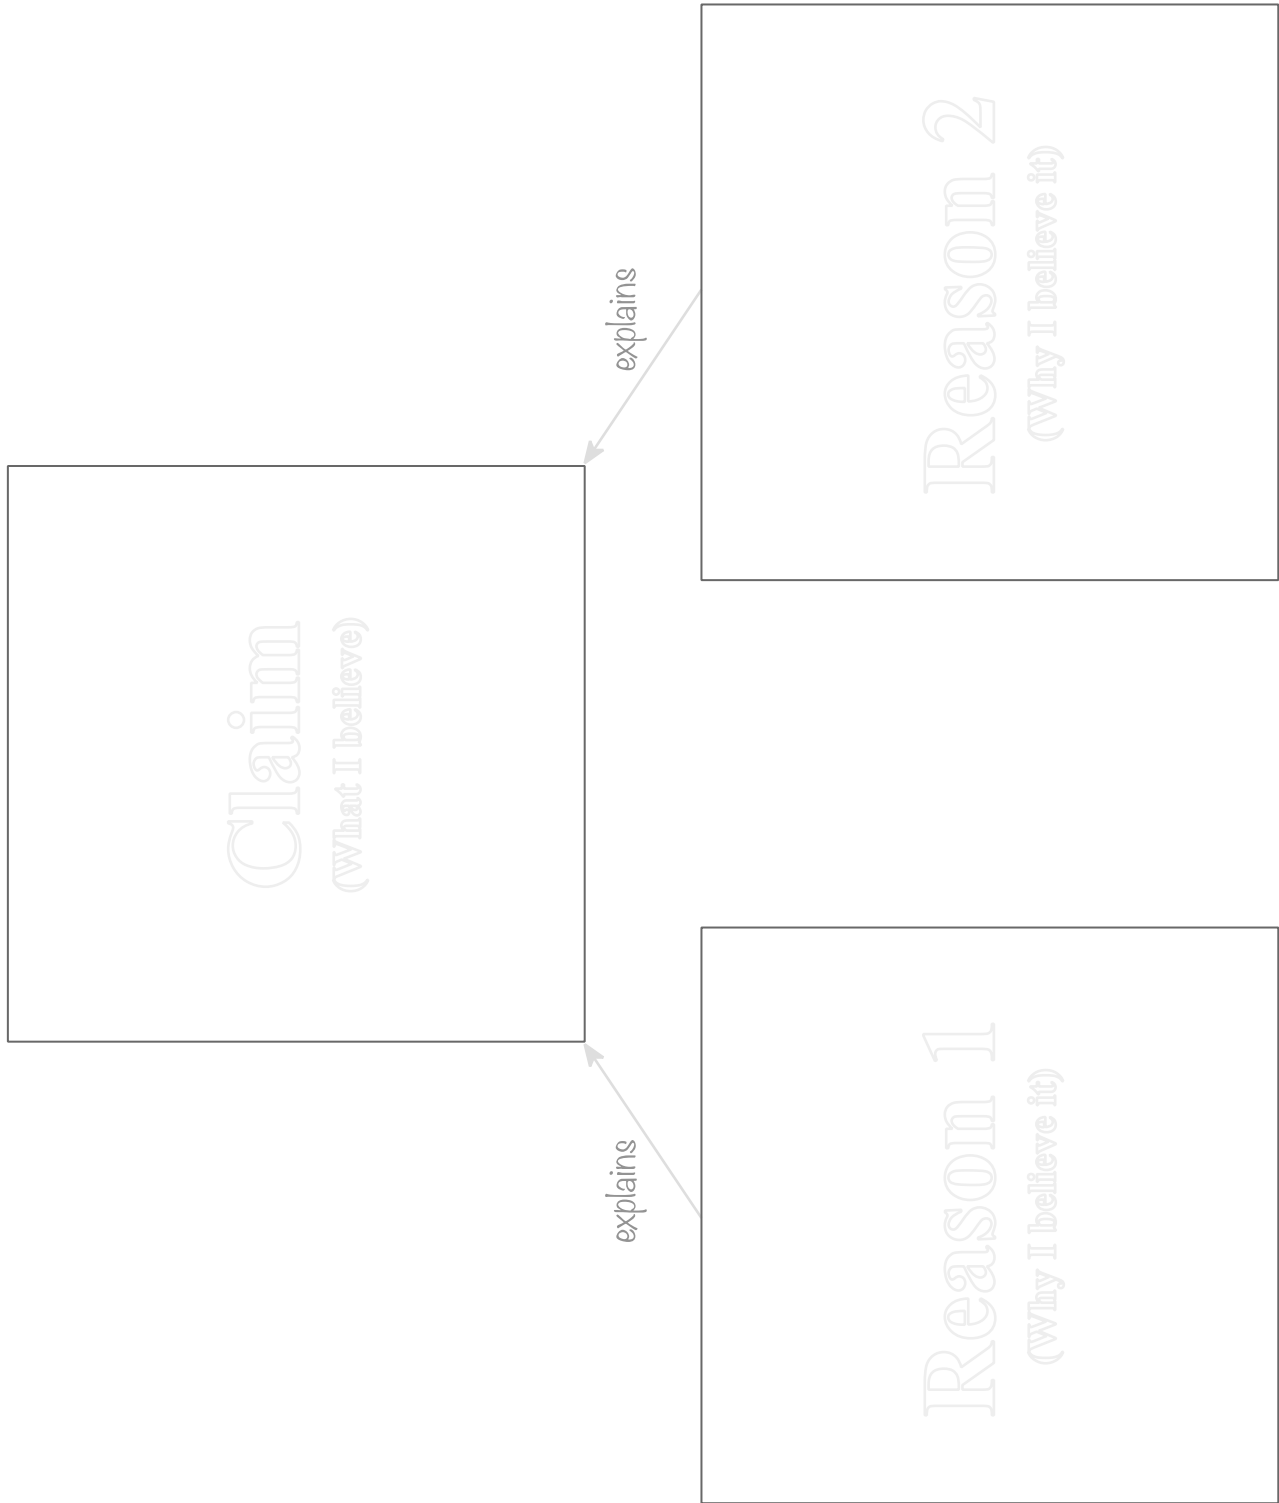 Claim
(What I believe)
explains
explains
Reason 1
(Why I believe it)
Reason 2
(Why I believe it)